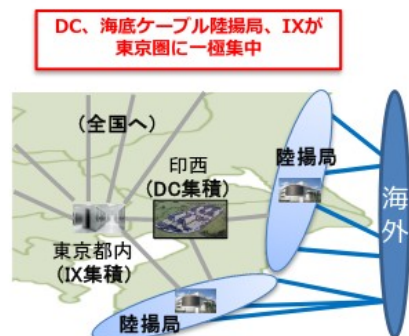 DC、海底ケーブル陸揚局、IXが
東京圏に一極集中
(全国へ)
印西
(DC集積)
陸揚局
海外
東京都内
(IX集積)
陸揚局